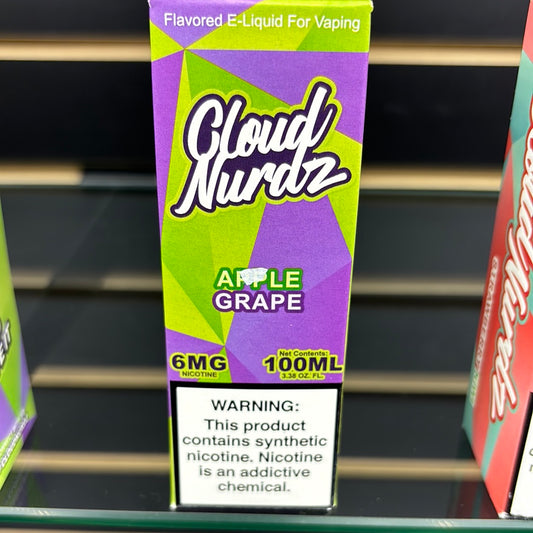 Flavored E-Liquid For Vaping
Cloud
Nurdz
APPLE
GRAPE
6MG
NICOTINE
Net Contents:
100ML
3.38 OZ. FL.
WARNING:
This product
contains synthetic
nicotine. Nicotine
is an addictive
chemical.
Nurdz